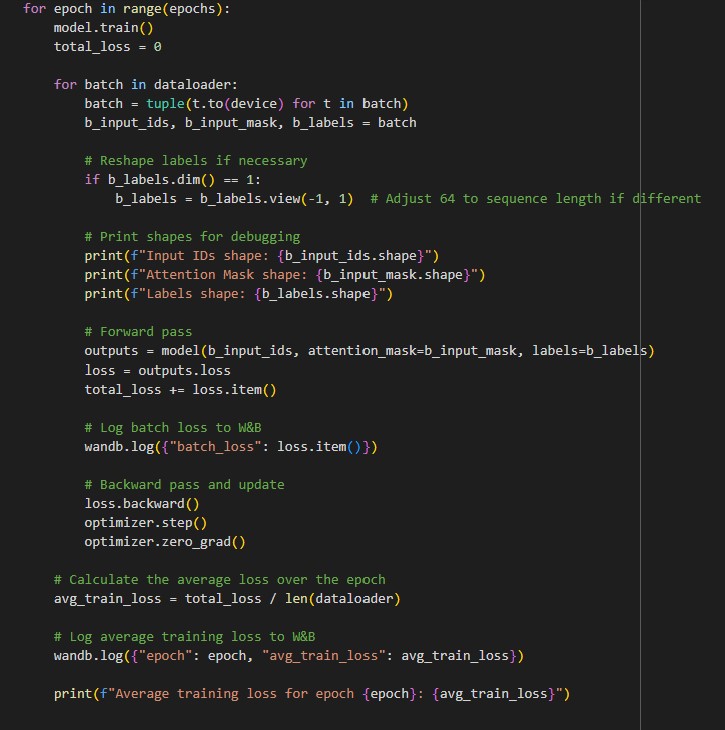 for epoch in range(epochs):
    model.train()
    total_loss = 0

    for batch in dataloader:
        batch = tuple(t.to(device) for t in batch)
        b_input_ids, b_input_mask, b_labels = batch

        # Reshape labels if necessary
        if b_labels.dim() == 1:
            b_labels = b_labels.view(-1, 1)  # Adjust 64 to sequence length if different

        # Print shapes for debugging
        print(f"Input IDs shape: {b_input_ids.shape}")
        print(f"Attention Mask shape: {b_input_mask.shape}")
        print(f"Labels shape: {b_labels.shape}")

        # Forward pass
        outputs = model(b_input_ids, attention_mask=b_input_mask, labels=b_labels)
        loss = outputs.loss
        total_loss += loss.item()

        # Log batch loss to W&B
        wandb.log({"batch_loss": loss.item()})

        # Backward pass and update
        loss.backward()
        optimizer.step()
        optimizer.zero_grad()

    # Calculate the average loss over the epoch
    avg_train_loss = total_loss / len(dataloader)

    # Log average training loss to W&B
    wandb.log({"epoch": epoch, "avg_train_loss": avg_train_loss})

    print(f"Average training loss for epoch {epoch}: {avg_train_loss}")